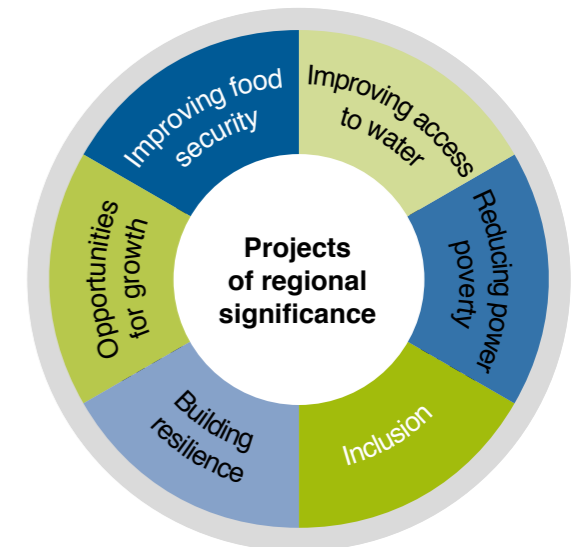 Projects
of regional
significance
Improving access
to water
Reducing power
poverty
Inclusion
Building
resilience
Opportunities
for growth
Improving food
security